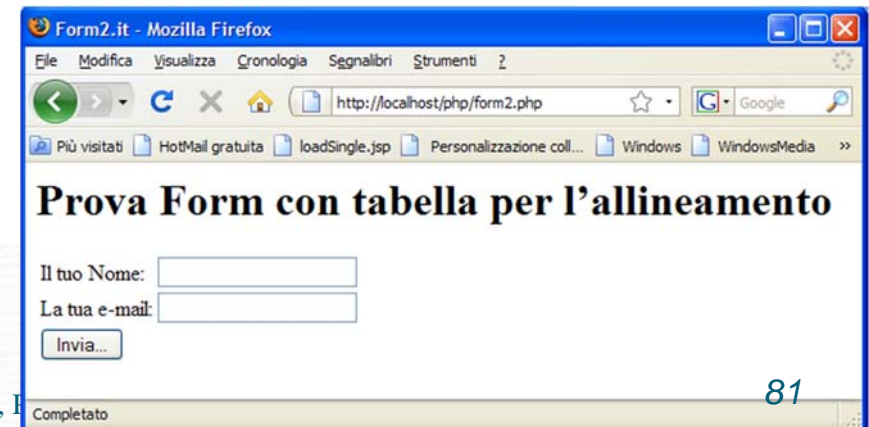 Form2.it - Mozilla Firefox
File Modifica Visualizza Cronologia Segnalibri Strumenti ?
http://localhost/php/form2.php G Google
Più visitati HotMail gratuita loadSingle.jsp Personalizzazione coll... Windows WindowsMedia »
Prova Form con tabella per l’allineamento
Il tuo Nome:
La tua e-mail:
Invia...
81
Completato